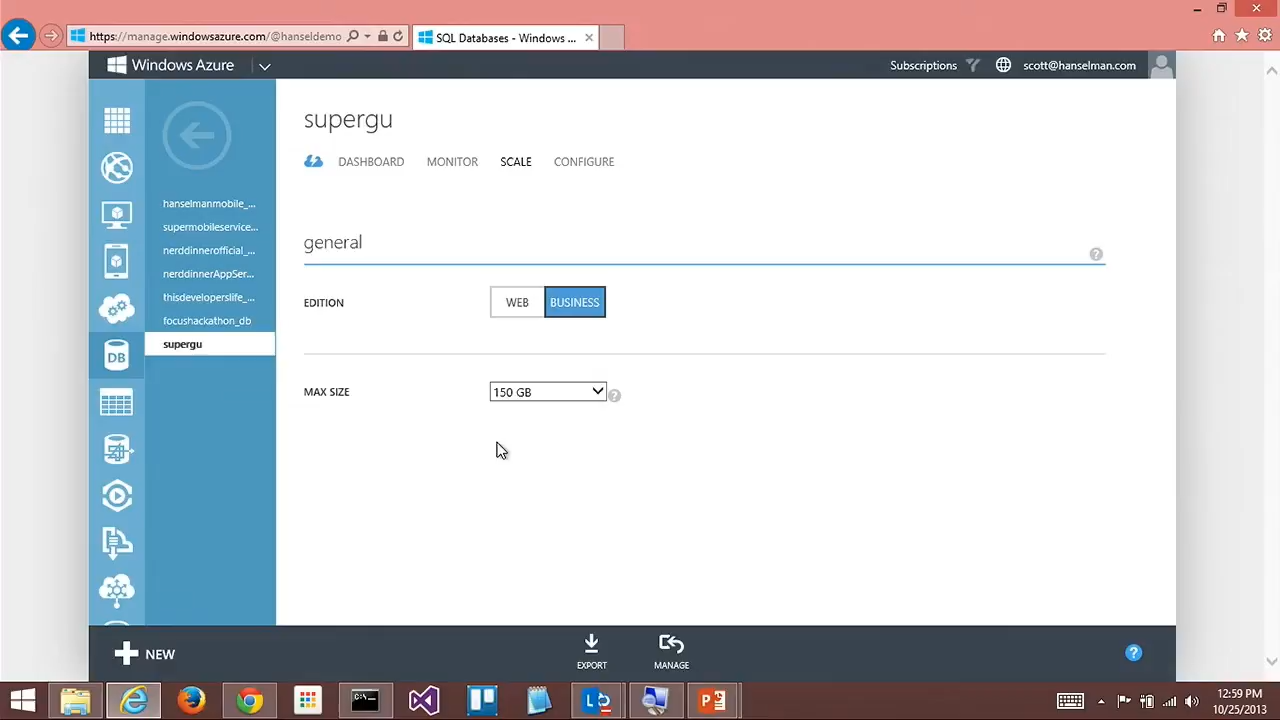 https://manage.windowsazure.com/@hanseldemo
SQL Databases - Windows ...
Windows Azure
Subscriptions
scott@hanselman.com
supergu
DASHBOARD
MONITOR
SCALE
CONFIGURE
hanselmanmobile_...
supermobileservice...
nerddinnerofficial_...
nerddinnerAppSer...
thisdeveloperslife_...
focushackathon_db
supergu
general
?
EDITION
WEB
BUSINESS
MAX SIZE
150 GB
?
DB
NEW
EXPORT
MANAGE
?
12:59 PM
10/25/2013